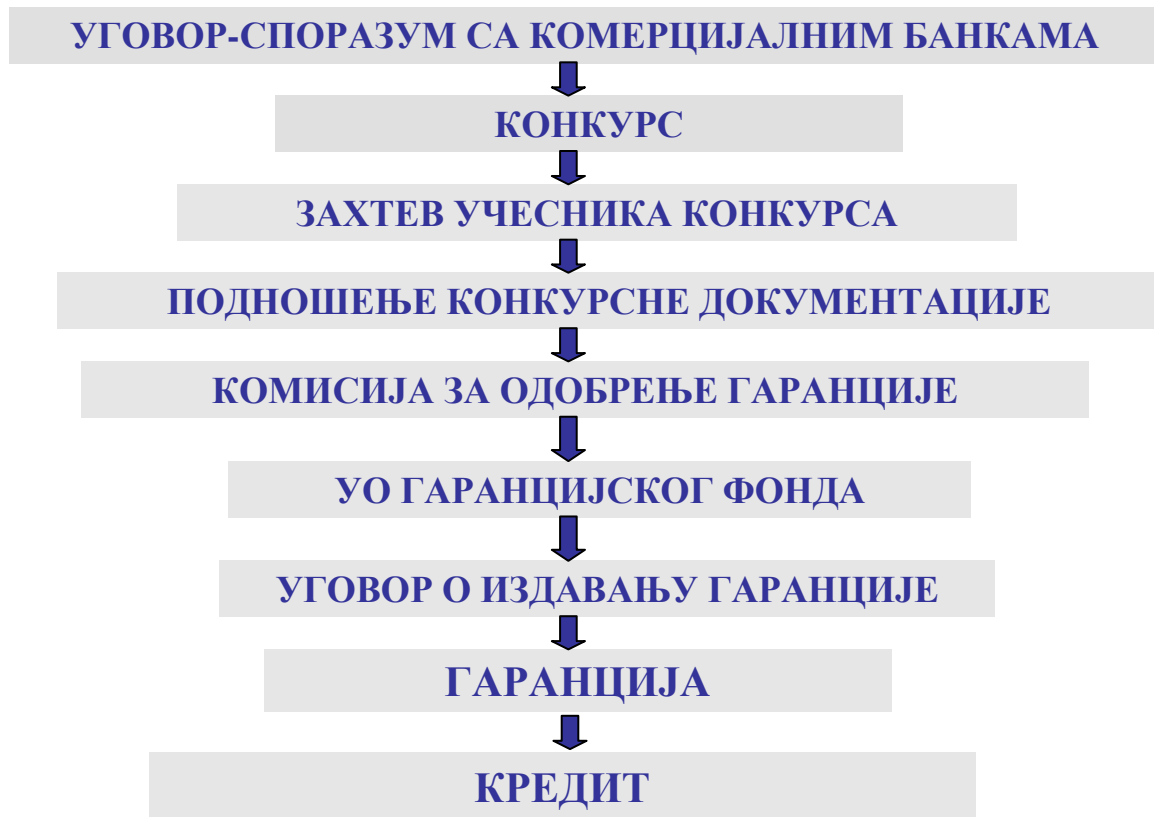 УГОВОР-СПОРАЗУМ СА КОМЕРЦИЈАЛНИМ БАНКАМА
КОНКУРС
ЗАХТЕВ УЧЕСНИКА КОНКУРСА
ПОДНОШЕЊЕ КОНКУРСНЕ ДОКУМЕНТАЦИЈЕ
КОМИСИЈА ЗА ОДОБРЕЊЕ ГАРАНЦИЈЕ
УО ГАРАНЦИЈСКОГ ФОНДА
УГОВОР О ИЗДАВАЊУ ГАРАНЦИЈЕ
ГАРАНЦИЈА
КРЕДИТ